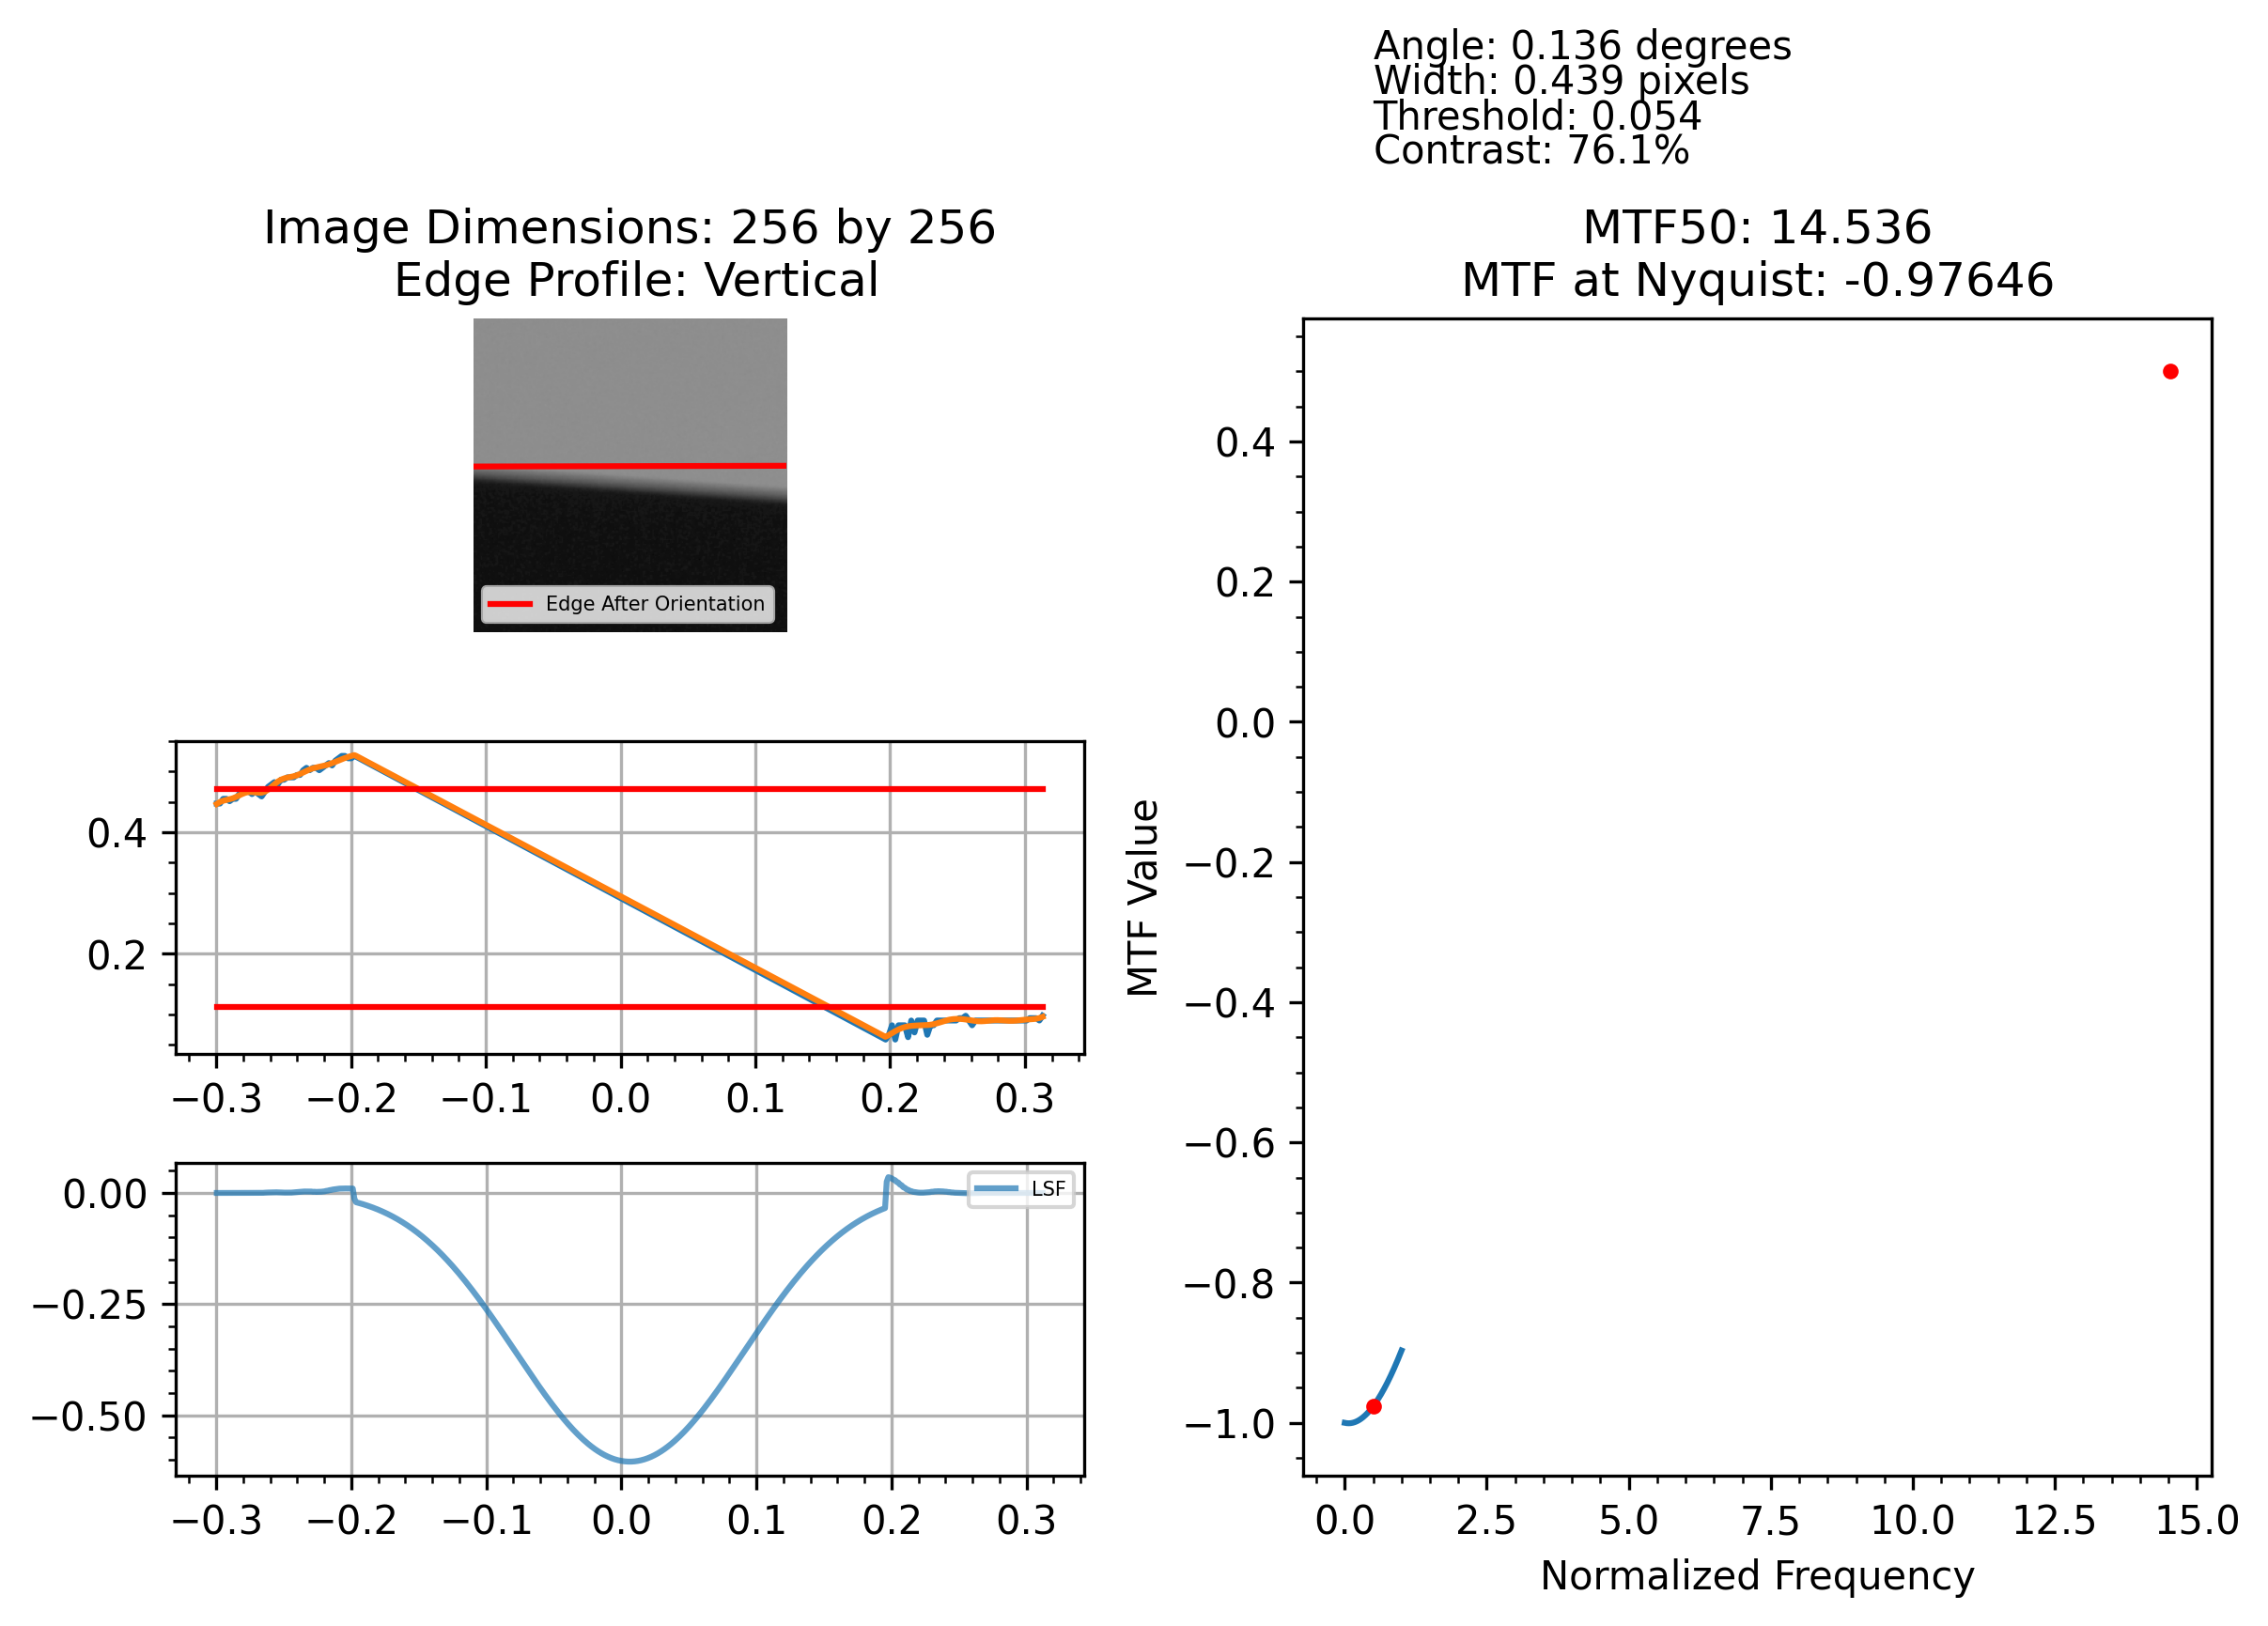 Angle: 0.136 degrees
Width: 0.439 pixels
Threshold: 0.054
Contrast: 76.1%
Image Dimensions: 256 by 256
Edge Profile: Vertical
Edge After Orientation
0.4
0.2
−0.3 −0.2 −0.1 0.0 0.1 0.2 0.3
LSF
0.00
−0.25
−0.50
−0.3 −0.2 −0.1 0.0 0.1 0.2 0.3
MTF50: 14.536
MTF at Nyquist: -0.97646
MTF Value
0.4
0.2
0.0
−0.2
−0.4
−0.6
−0.8
−1.0
0.0 2.5 5.0 7.5 10.0 12.5 15.0
Normalized Frequency